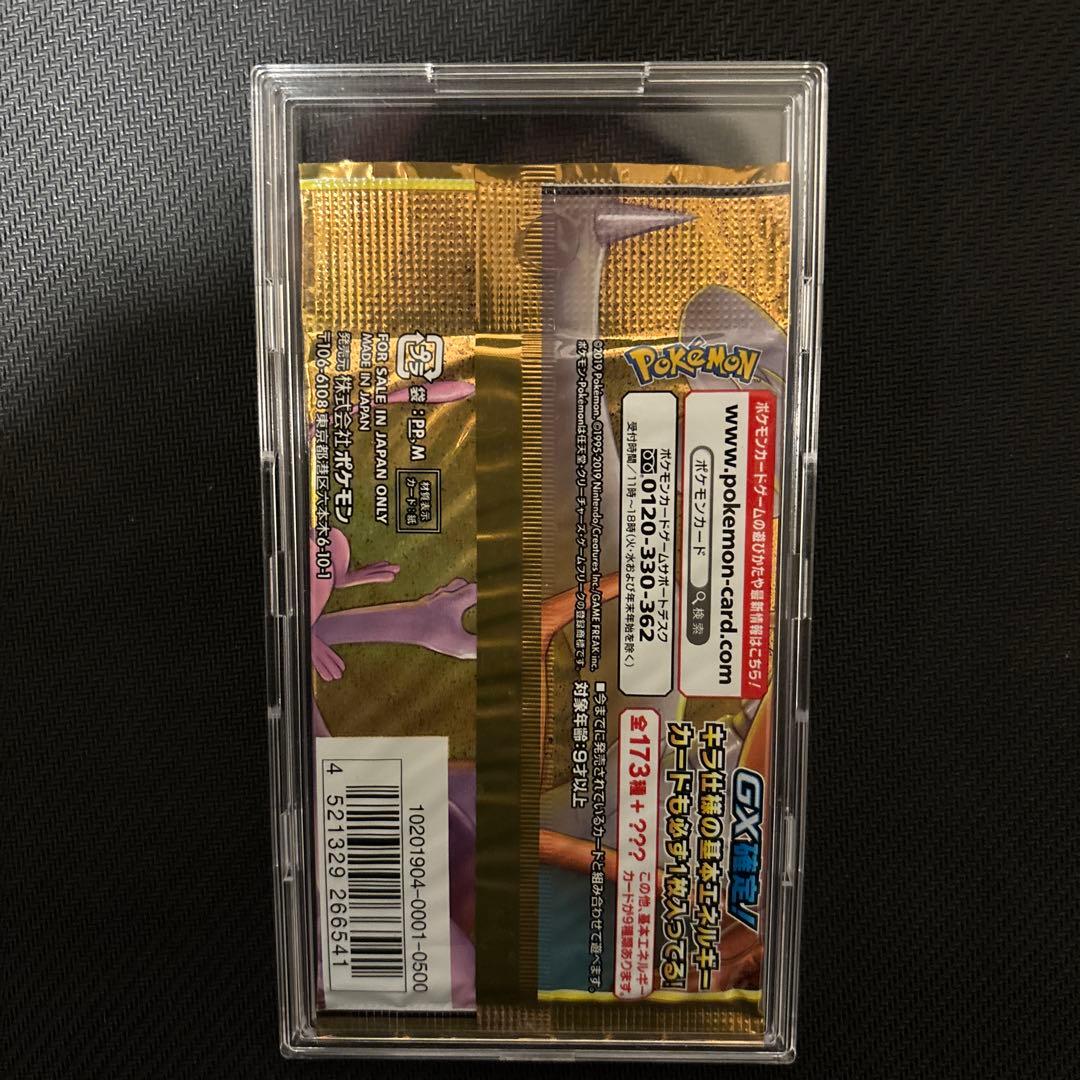 GX確定!
キラ仕様の基本エネルギー
カードも必ず1枚入ってる!
全173種+???
この他、基本エネルギー
カードが9種類あります。
POKéMON
ポケモンカードゲームの遊びかたや最新情報はこちら!
www.pokemon-card.com
ポケモンカード
検索
ポケモンカードゲームサポートデスク
0120-330-362
受付時間/11時~18時(火・水および年末年始を除く)
■今までに発売されているカードと組み合わせて遊べます。
対象年齢:9才以上
©2019 Pokémon. ©1995-2019 Nintendo/Creatures Inc./GAME FREAK inc.
ポケモン・Pokémonは任天堂・クリーチャーズ・ゲームフリークの登録商標です。
プラ
袋:PP,M
材質表示
カード:紙
FOR SALE IN JAPAN ONLY
MADE IN JAPAN
発売元 株式会社ポケモン
〒106-6108 東京都港区六本木6-10-1
10201904-0001-0500
4 521329 266541